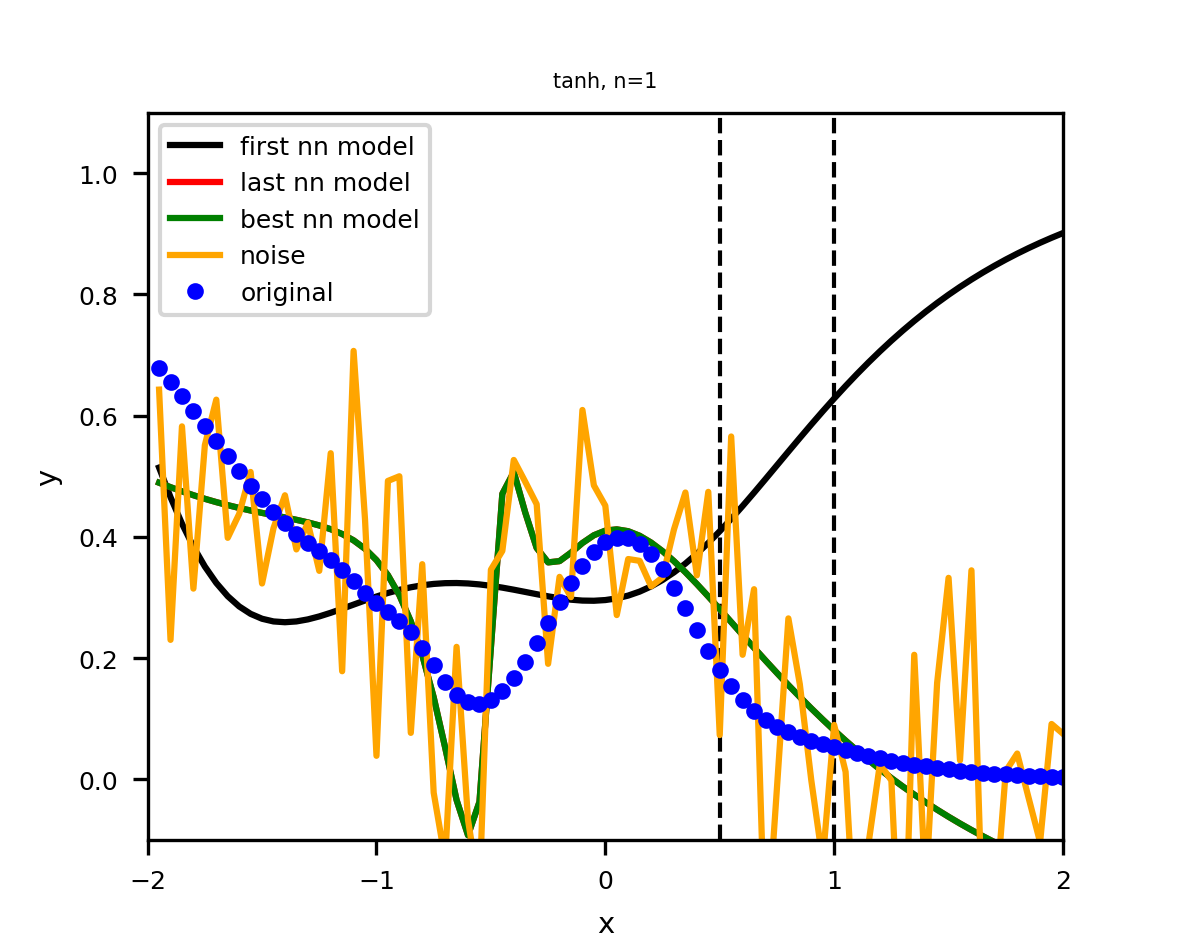 tanh, n=1
first nn model
last nn model
best nn model
noise
original
1.0
0.8
0.6
0.4
0.2
0.0
y
−2
−1
0
1
2
x